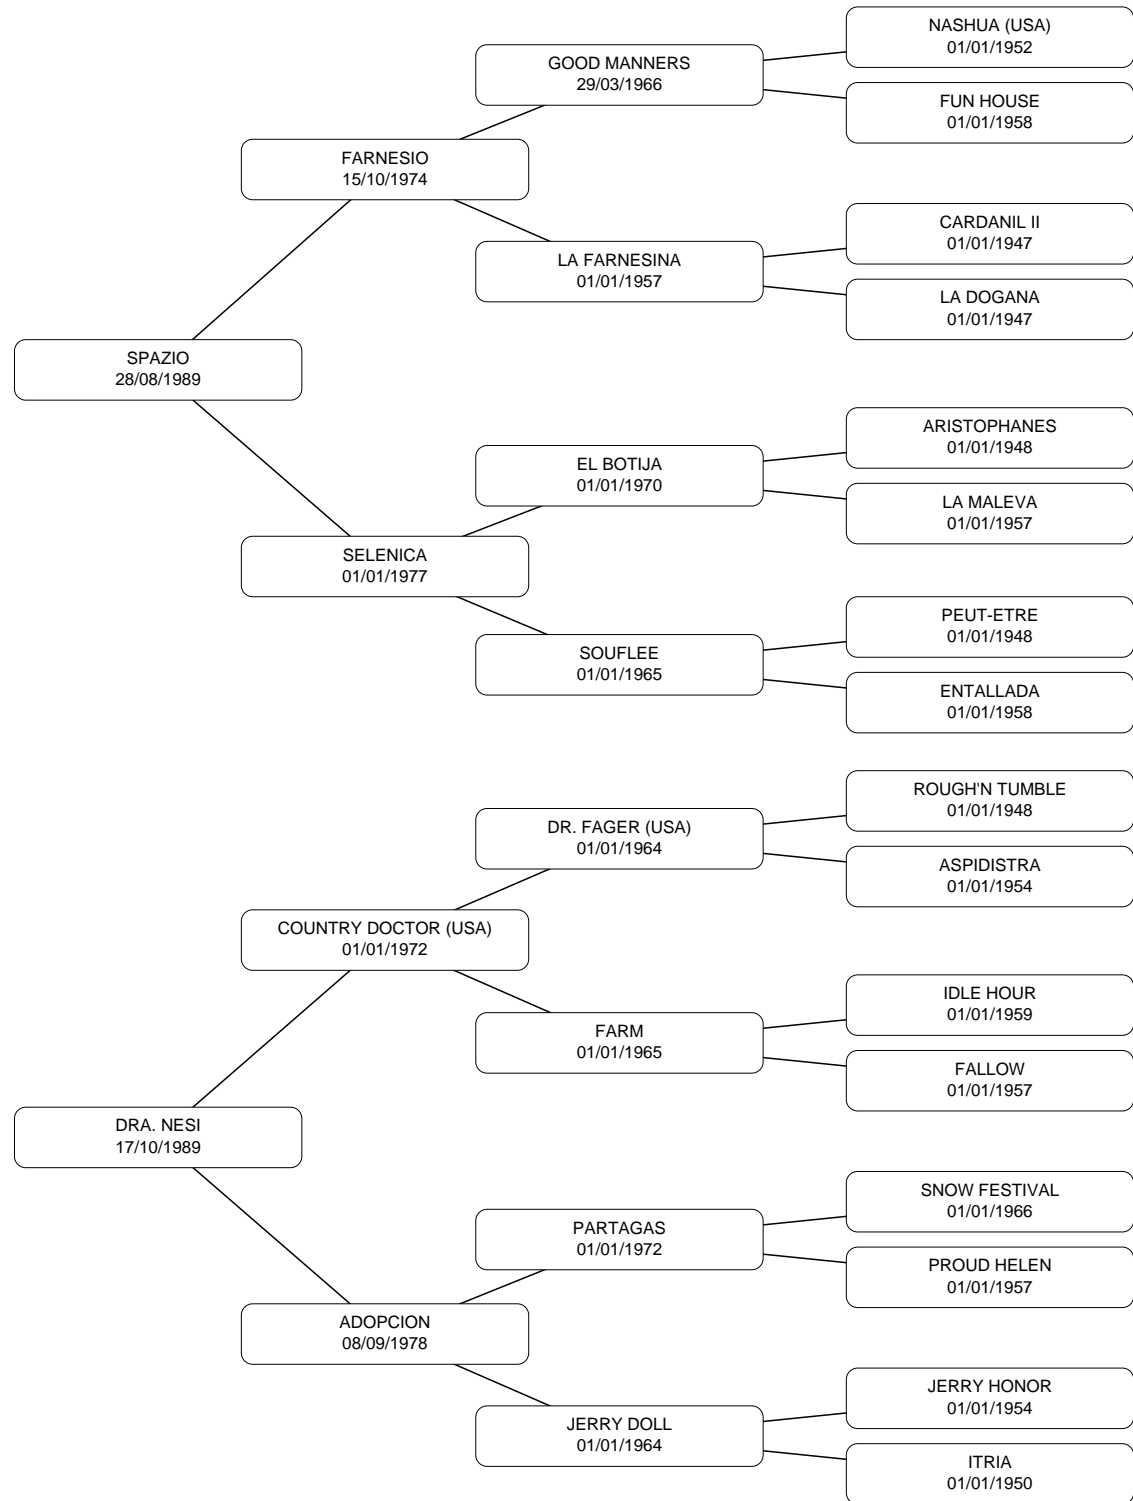 NASHUA (USA)
01/01/1952
GOOD MANNERS
29/03/1966
FUN HOUSE
01/01/1958
FARNESIO
15/10/1974
CARDANIL II
01/01/1947
LA FARNESINA
01/01/1957
LA DOGANA
01/01/1947
SPAZIO
28/08/1989
ARISTOPHANES
01/01/1948
EL BOTIJA
01/01/1970
LA MALEVA
01/01/1957
SELENICA
01/01/1977
PEUT-ETRE
01/01/1948
SOUFLEE
01/01/1965
ENTALLADA
01/01/1958
ROUGH'N TUMBLE
01/01/1948
DR. FAGER (USA)
01/01/1964
ASPIDISTRA
01/01/1954
COUNTRY DOCTOR (USA)
01/01/1972
IDLE HOUR
01/01/1959
FARM
01/01/1965
FALLOW
01/01/1957
DRA. NESI
17/10/1989
SNOW FESTIVAL
01/01/1966
PARTAGAS
01/01/1972
PROUD HELEN
01/01/1957
ADOPCION
08/09/1978
JERRY HONOR
01/01/1954
JERRY DOLL
01/01/1964
ITRIA
01/01/1950